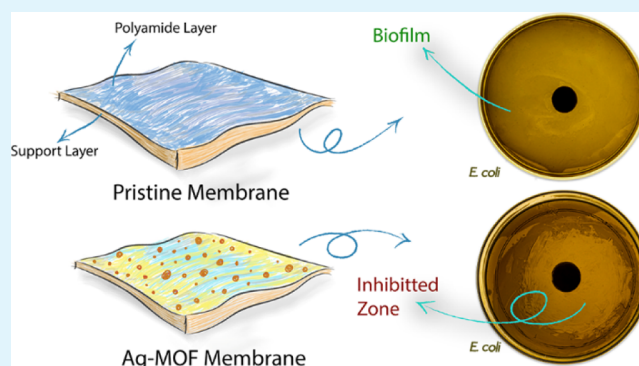 Polyamide Layer
Support Layer
Pristine Membrane
Biofilm
E. coli
Ag-MOF Membrane
Inhibitted
Zone
E. coli